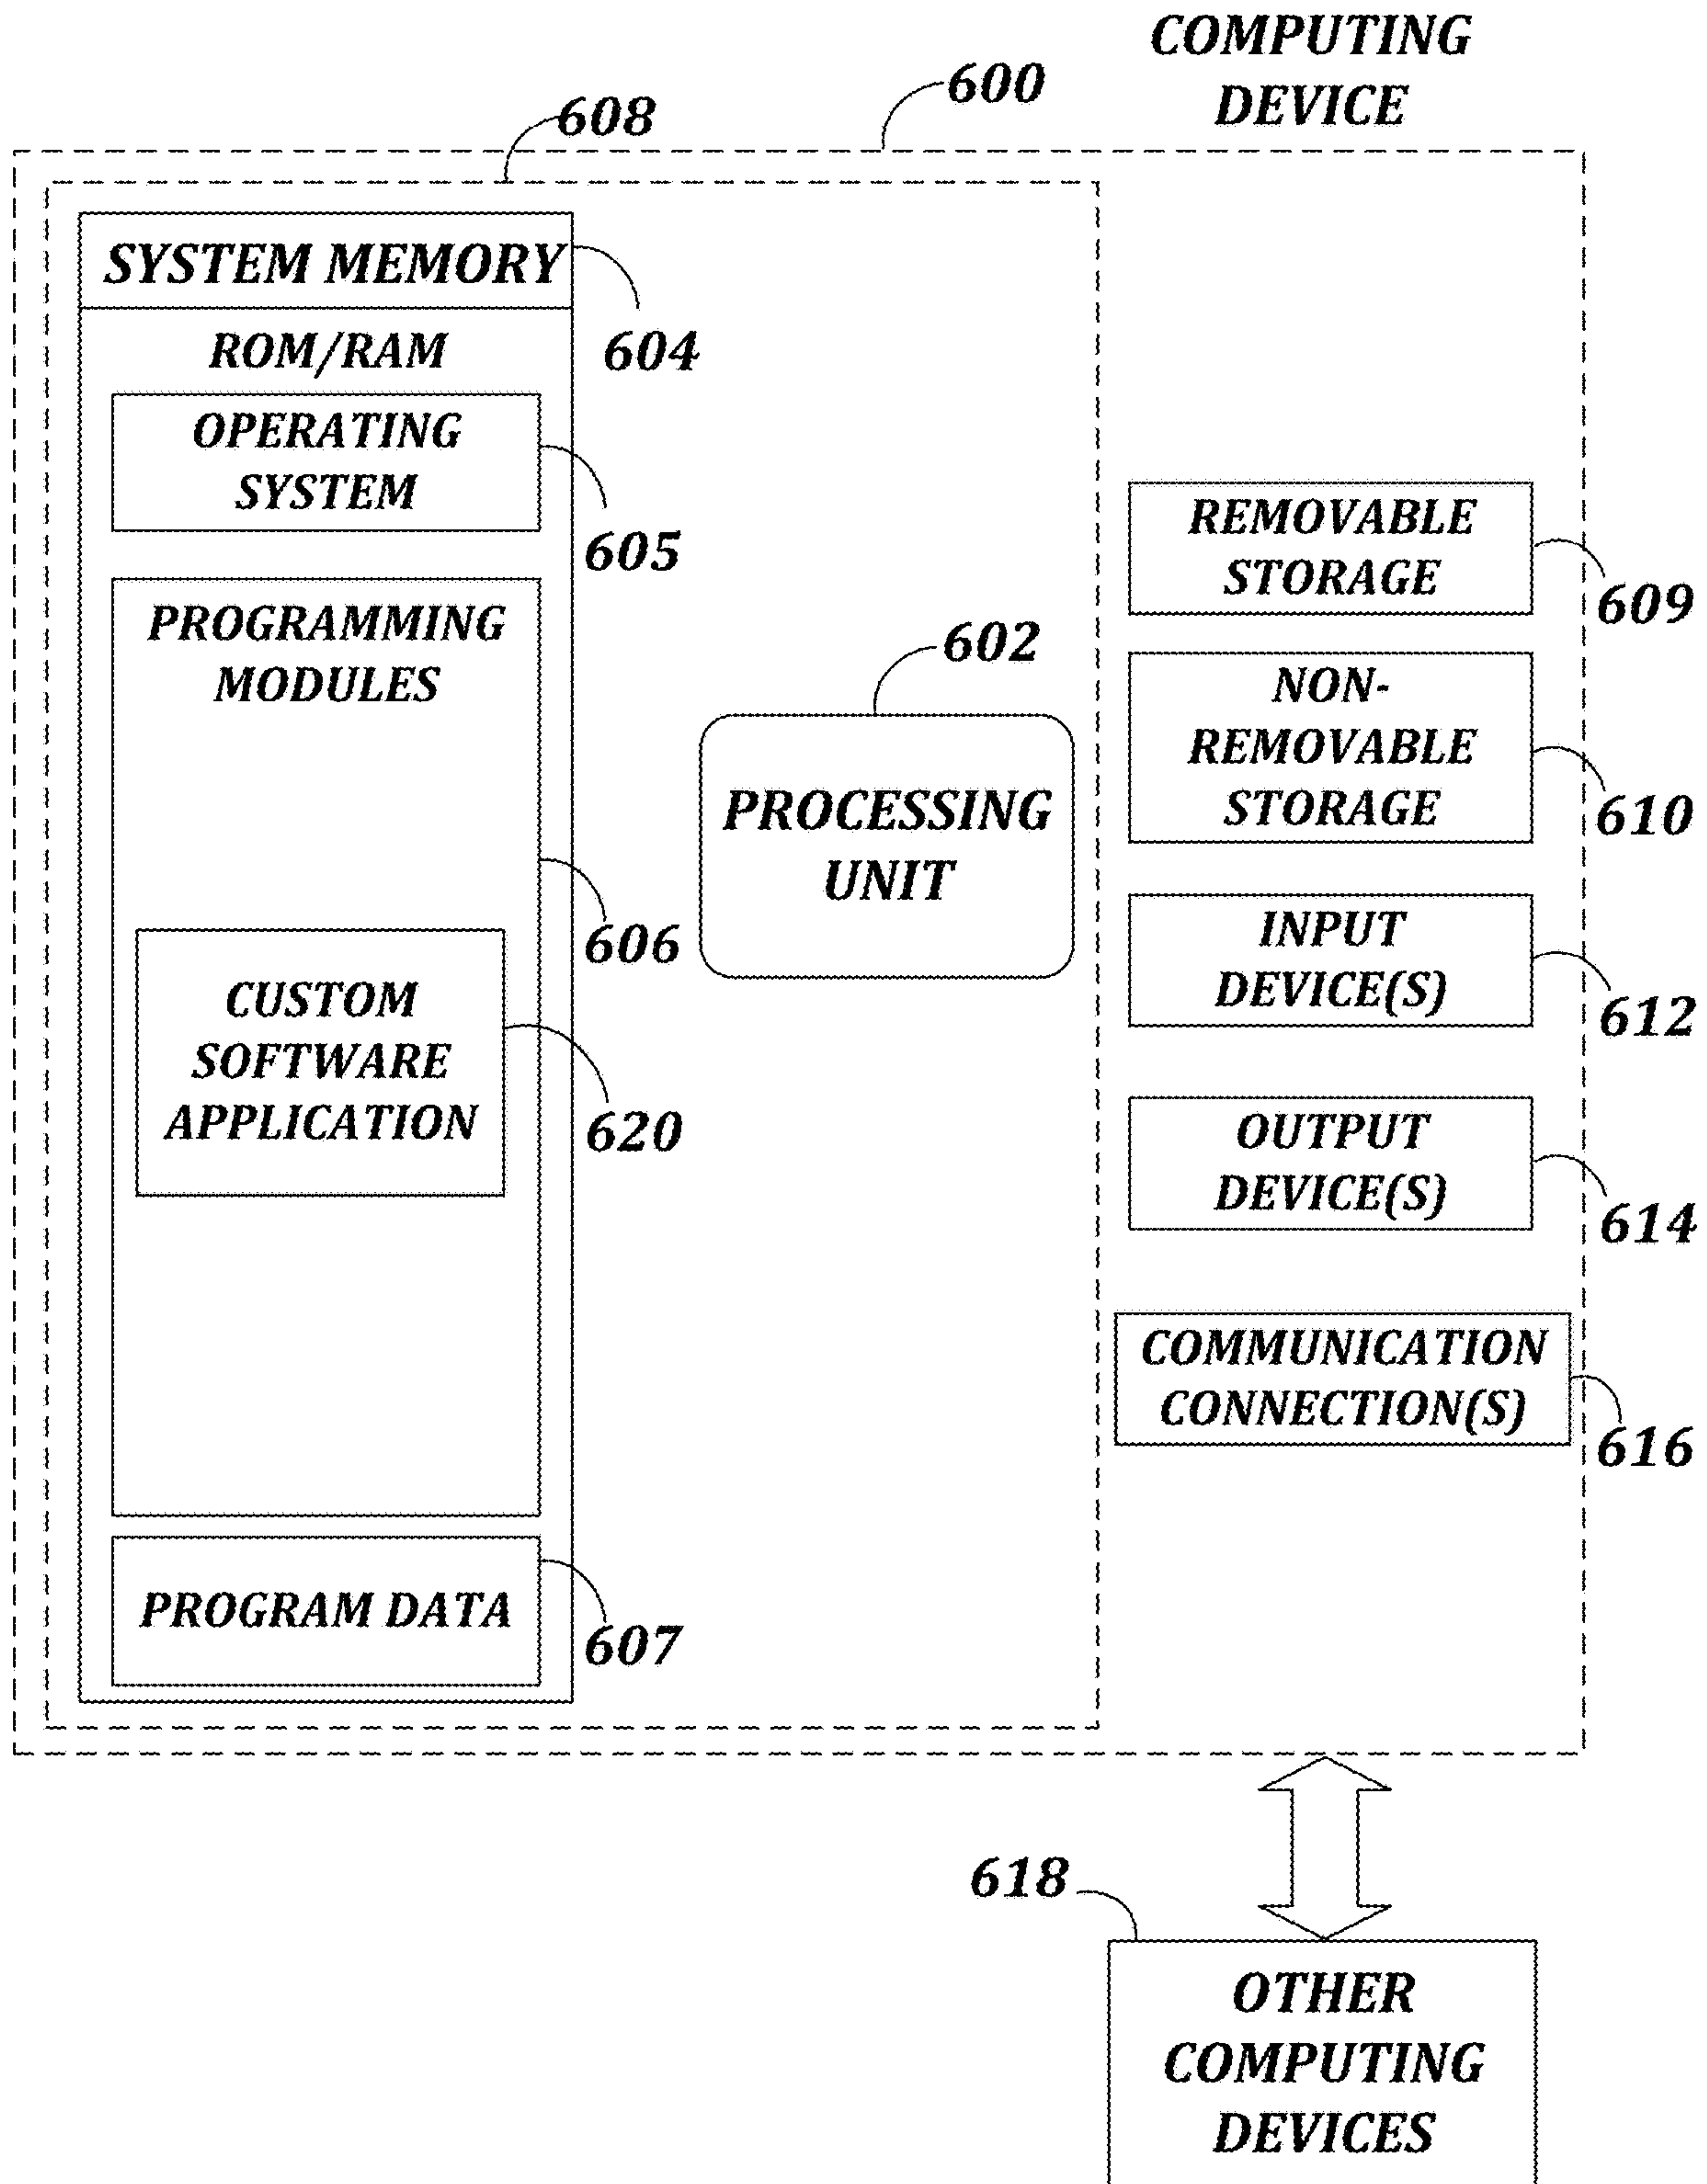 COMPUTING
DEVICE
600
608
SYSTEM MEMORY
604
ROM/RAM
OPERATING
SYSTEM
605
PROGRAMMING
MODULES
606
CUSTOM
SOFTWARE
APPLICATION
620
PROGRAM DATA
607
602
PROCESSING
UNIT
REMOVABLE
STORAGE
609
NON-
REMOVABLE
STORAGE
610
INPUT
DEVICE(S)
612
OUTPUT
DEVICE(S)
614
COMMUNICATION
CONNECTION(S)
616
618
OTHER
COMPUTING
DEVICES